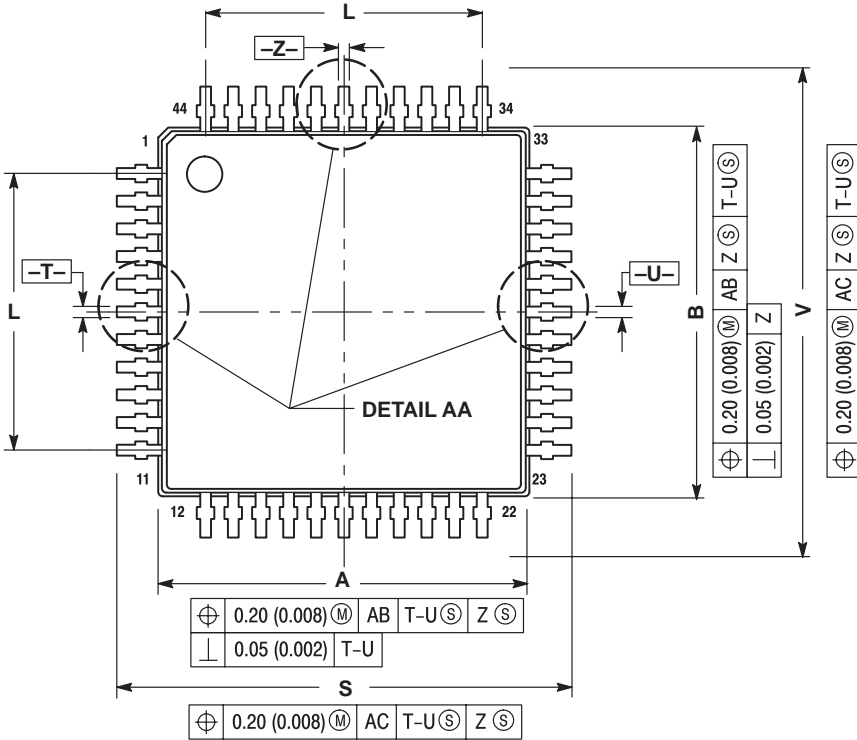 L
–Z–
44
34
1
33
–T–
–U–
L
B
V
DETAIL AA
11
23
12
22
A
⌖ 0.20 (0.008) Ⓜ AB T–U Ⓢ Z Ⓢ
⊥ 0.05 (0.002) T–U
S
⌖ 0.20 (0.008) Ⓜ AC T–U Ⓢ Z Ⓢ
⌖ 0.20 (0.008) Ⓜ AB Z Ⓢ T–U Ⓢ
⊥ 0.05 (0.002) Z
⌖ 0.20 (0.008) Ⓜ AC Z Ⓢ T–U Ⓢ